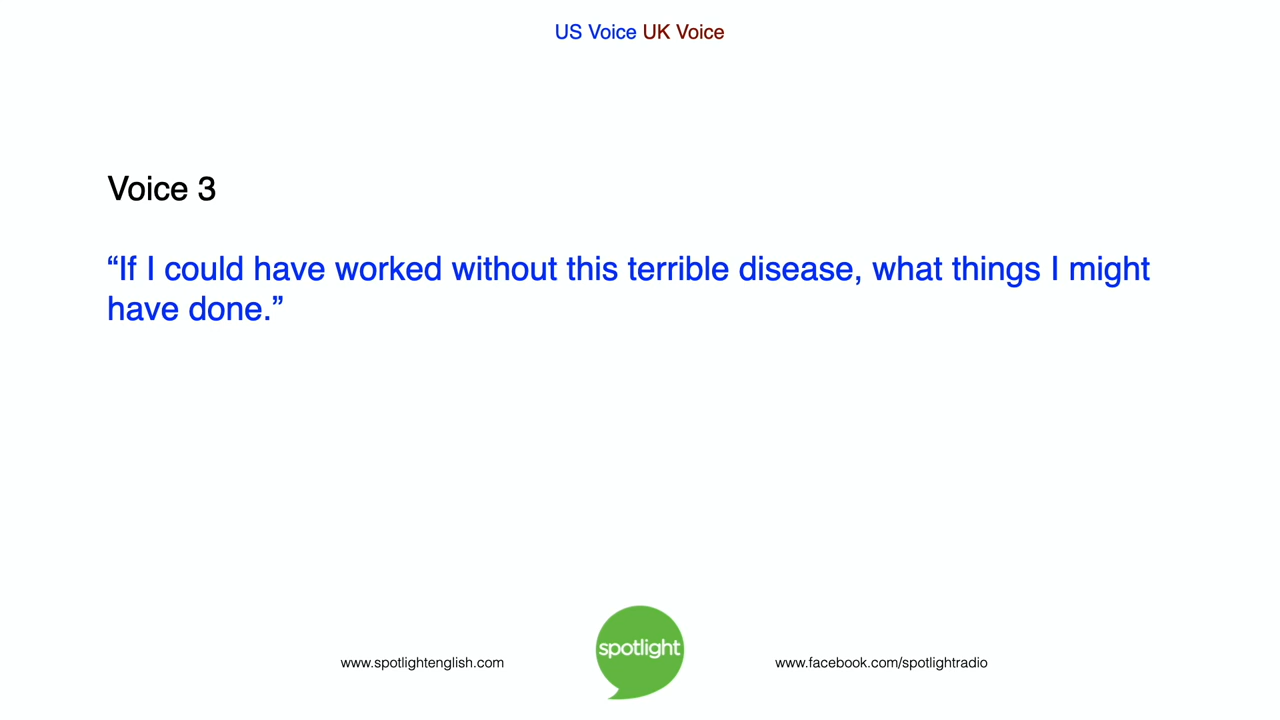 US Voice UK Voice
Voice 3
“If I could have worked without this terrible disease, what things I might
have done.”
spotlight
www.spotlightenglish.com
www.facebook.com/spotlightradio